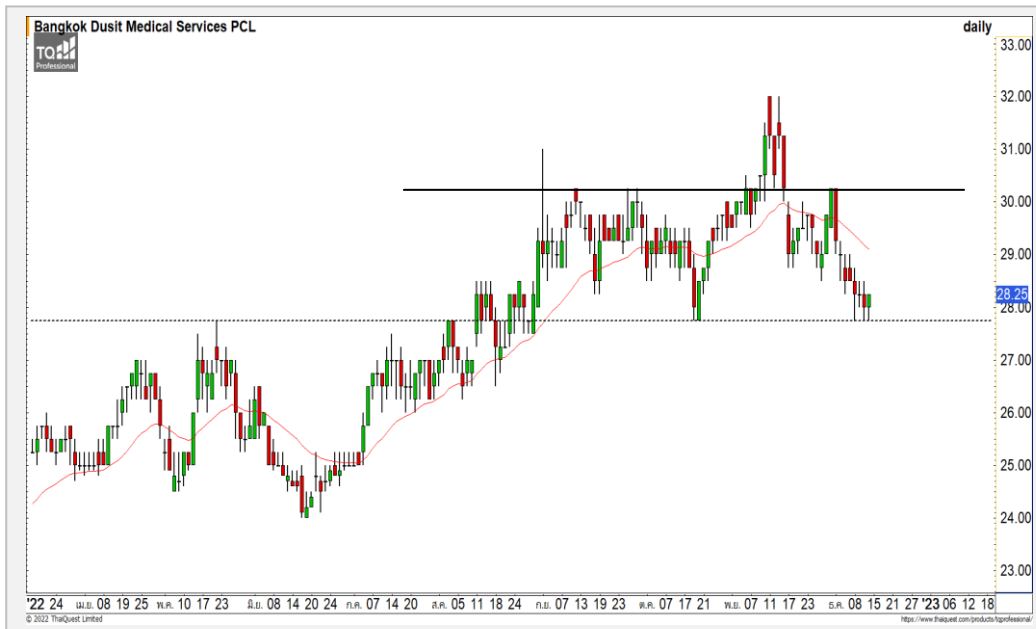 Bangkok Dusit Medical Services PCL daily
TQ
Professional
33.00
32.00
31.00
30.00
29.00
28.25
28.00
27.00
26.00
25.00
24.00
23.00
'22 24 เม.ย. 08 19 25 พ.ค. 10 17 23 มิ.ย. 08 14 20 24 ก.ค. 07 14 20 ส.ค. 05 11 18 24 ก.ย. 07 13 19 23 ต.ค. 07 17 21 พ.ย. 07 11 17 23 ธ.ค. 08 15 21 27 '23 06 12 18
© 2022 ThaiQuest Limited https://www.thaiquest.com/products/tqprofessional/